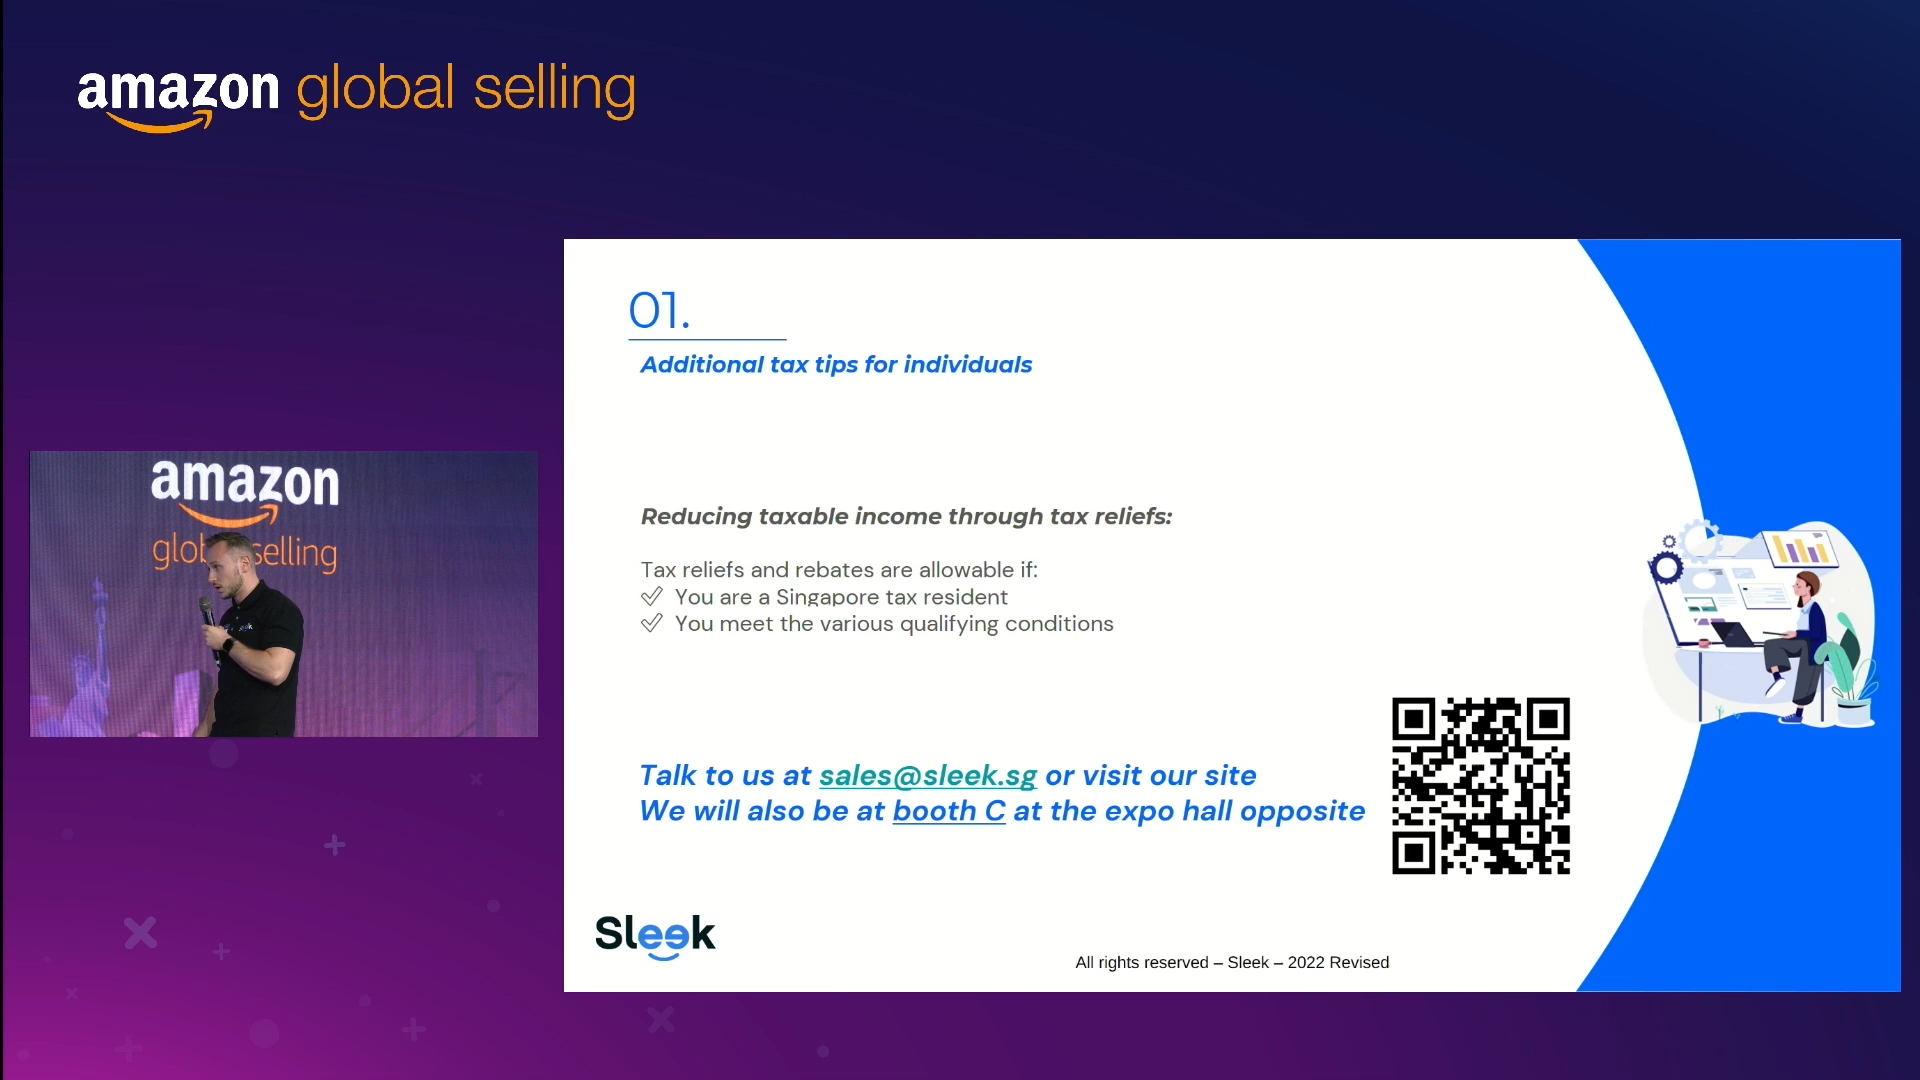 amazon global selling
01.
Additional tax tips for individuals
Reducing taxable income through tax reliefs:
Tax reliefs and rebates are allowable if:
You are a Singapore tax resident
You meet the various qualifying conditions
Talk to us at sales@sleek.sg or visit our site
We will also be at booth C at the expo hall opposite
Sleek
All rights reserved – Sleek – 2022 Revised
amazon
global selling